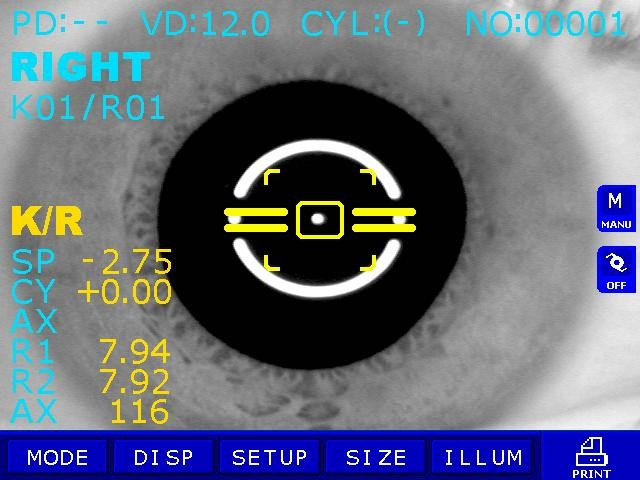 PD:-- VD:12.0 CYL:(-) NO:00001
RIGHT
K01/R01
K/R
SP -2.75
CY +0.00
AX
R1 7.94
R2 7.92
AX 116
M
MANU
OFF
MODE DISP SETUP SIZE ILLUM PRINT